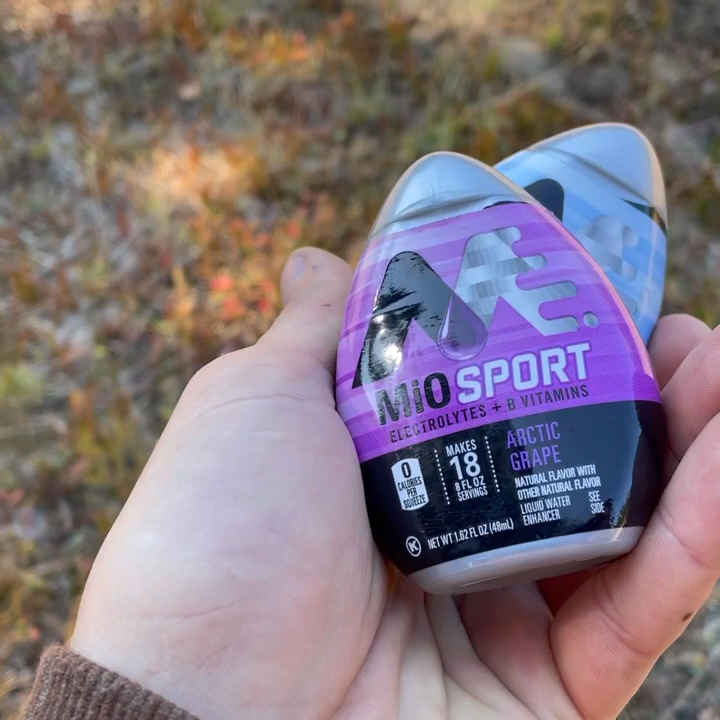 MiO SPORT
ELECTROLYTES + B VITAMINS
0
CALORIES
PER
SQUEEZE
MAKES
18
8 FL OZ
SERVINGS
ARCTIC
GRAPE
NATURAL FLAVOR WITH
OTHER NATURAL FLAVOR
LIQUID WATER
ENHANCER
SEE
SIDE
K
NET WT 1.62 FL OZ (48mL)